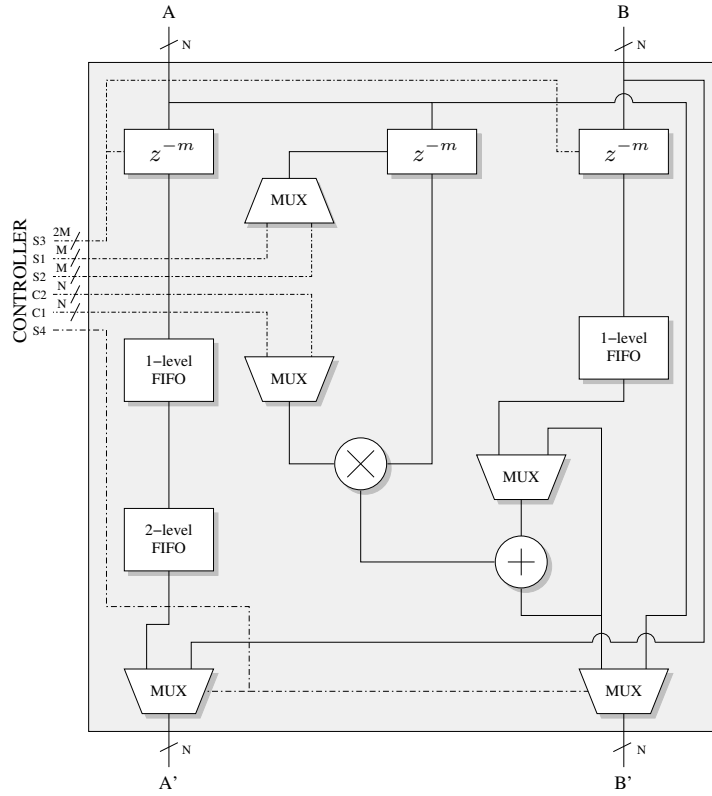 A
B
N
N
z^{-m}
z^{-m}
z^{-m}
MUX
CONTROLLER
S3 2M
S1 M
S2 M
C2 N
C1 N
S4
1-level
FIFO
1-level
FIFO
MUX
MUX
2-level
FIFO
MUX
MUX
N
N
A'
B'